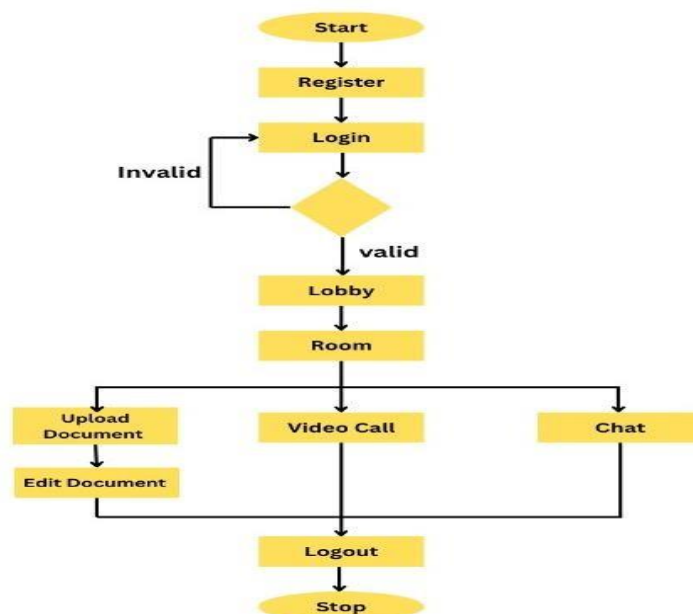 Start
Register
Login
Invalid
valid
Lobby
Room
Upload
Document
Video Call
Chat
Edit Document
Logout
Stop